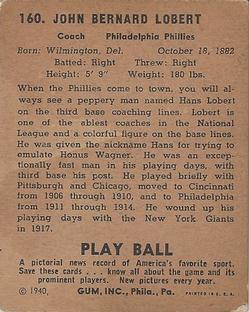 160. JOHN BERNARD LOBERT
Coach Philadelphia Phillies
Born: Wilmington, Del. October 18, 1882
Batted: Right Threw: Right
Height: 5' 9" Weight: 180 lbs.
When the Phillies come to town, you will al-
ways see a peppery man named Hans Lobert
on the third base coaching lines. Lobert is
one of the ablest coaches in the National
League and a colorful figure on the base lines.
He was given the nickname Hans for trying to
emulate Honus Wagner. He was an exception-
ally fast man in his playing days, and third
base was his position. He played briefly with
Pittsburgh and Chicago, moved to Cincinnati
from 1906 through 1910, and to Philadelphia
from 1911 through 1914. He wound up his
playing days with the New York Giants
in 1917.
PLAY BALL
A pictorial news record of America's favorite sport.
Save these cards . . . know all about the game and its
prominent players. New pictures every year.
© 1940, GUM, INC., Phila., Pa. PRINTED IN U. S. A.